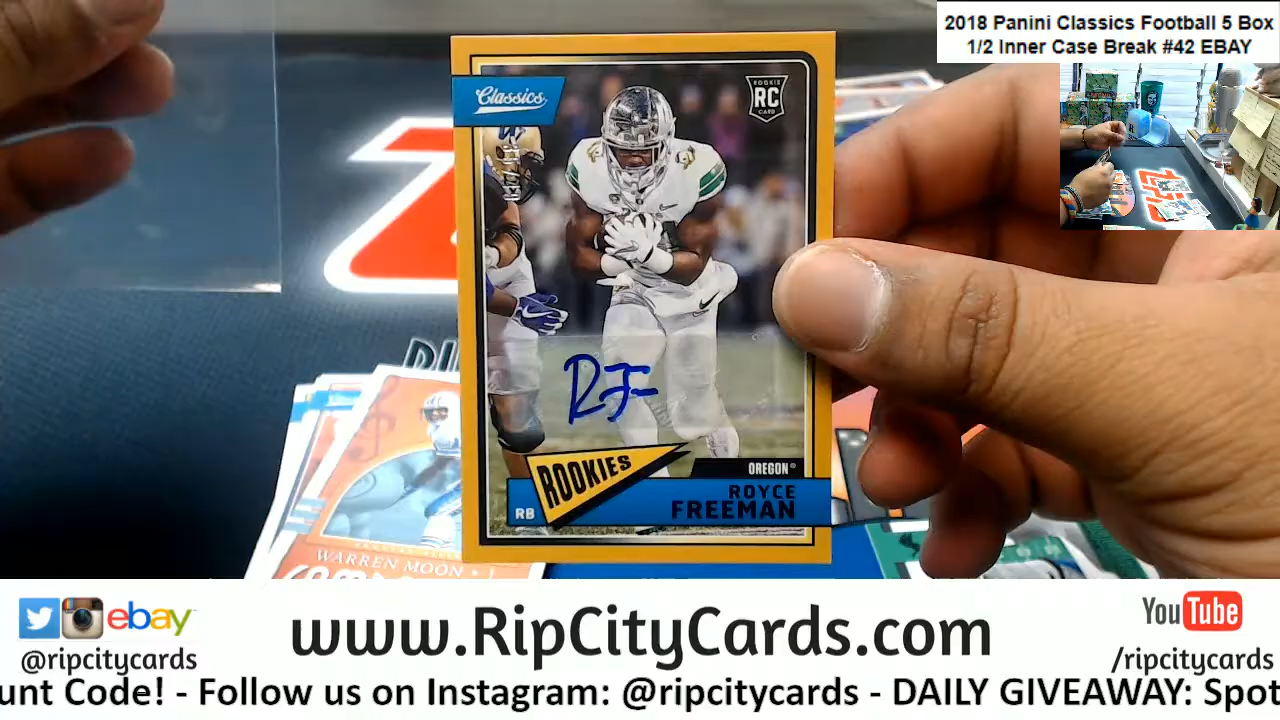 2018 Panini Classics Football 5 Box
1/2 Inner Case Break #42 EBAY
Classics
ROOKIE
RC
CARD
ROOKIES
OREGON
RB
ROYCE
FREEMAN
WARREN MOON
ebay
@ripcitycards
www.RipCityCards.com
YouTube
/ripcitycards
unt Code! - Follow us on Instagram: @ripcitycards - DAILY GIVEAWAY: Spot